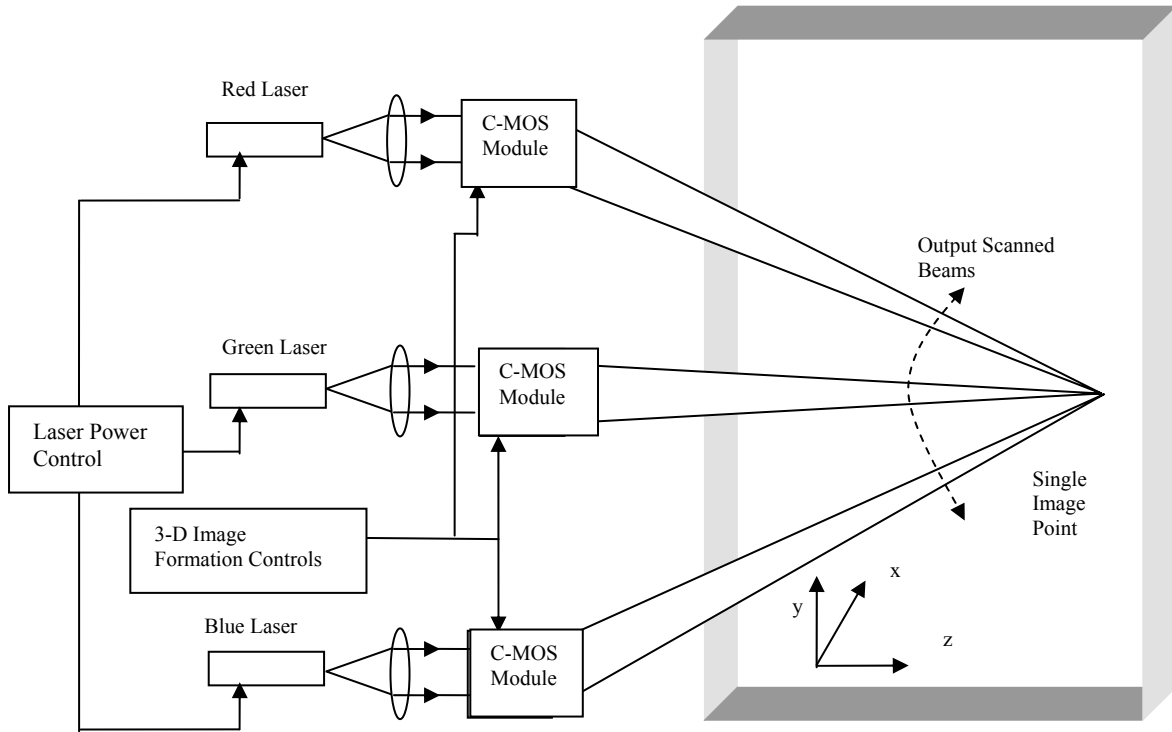 Red Laser
C-MOS
Module
Output Scanned
Beams
Green Laser
C-MOS
Module
Laser Power
Control
Single
Image
Point
3-D Image
Formation Controls
x
y
z
Blue Laser
C-MOS
Module